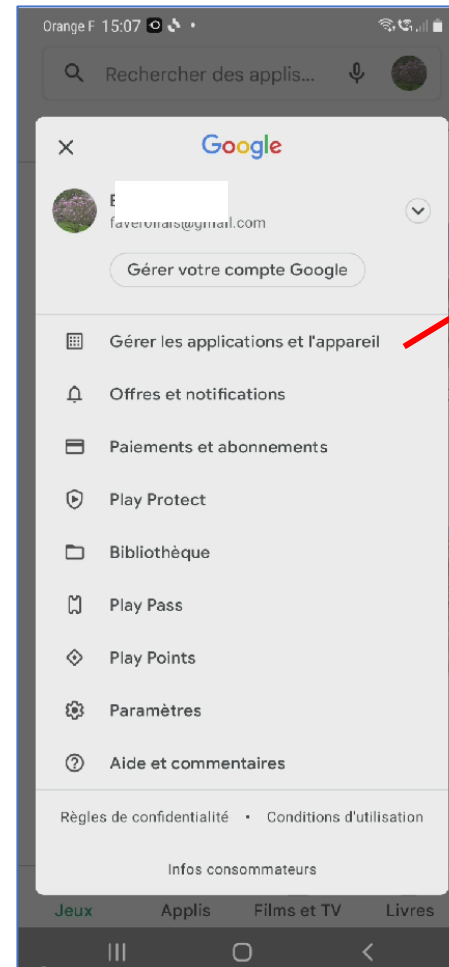 Orange F 15:07
Rechercher des applis...
Google
E
@gmail.com
Gérer votre compte Google
Gérer les applications et l'appareil
Offres et notifications
Paiements et abonnements
Play Protect
Bibliothèque
Play Pass
Play Points
Paramètres
Aide et commentaires
Règles de confidentialité • Conditions d'utilisation
Infos consommateurs
Jeux Applis Films et TV Livres